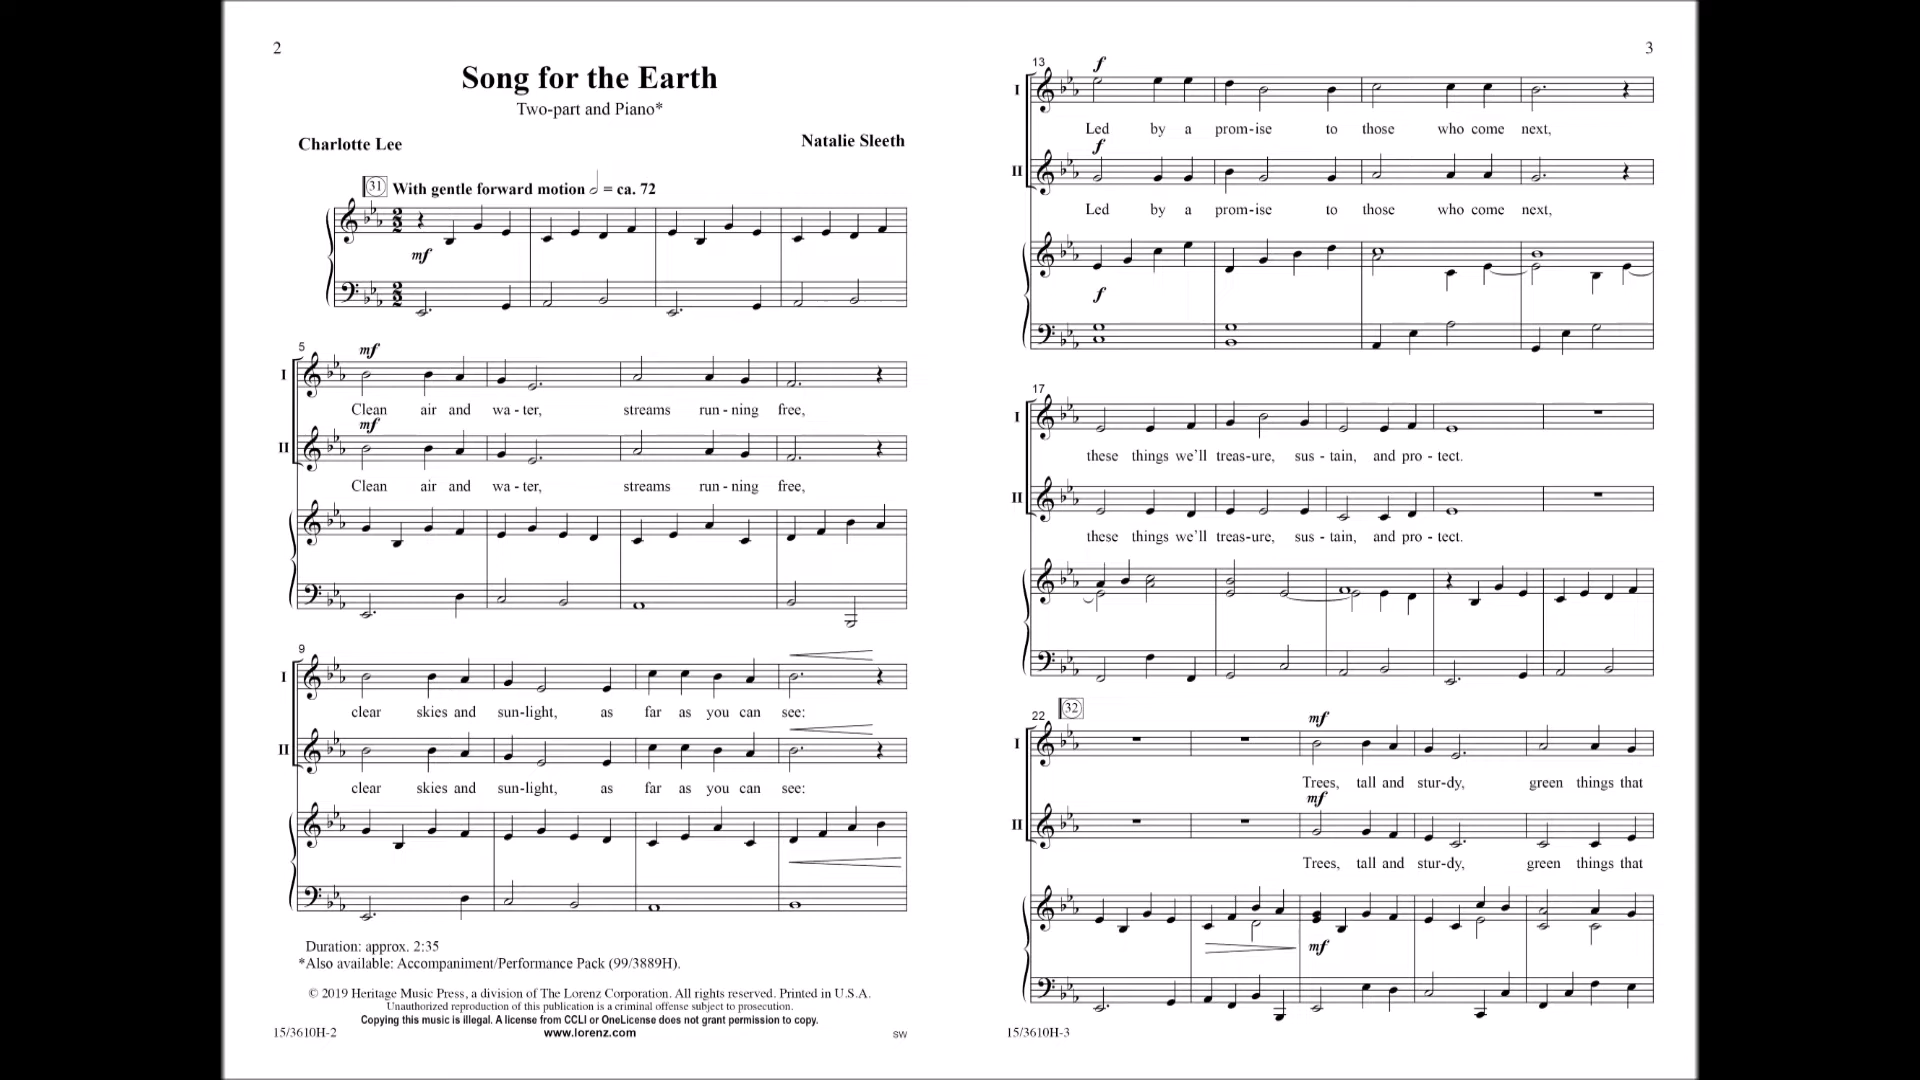 2
Song for the Earth
Two-part and Piano*
Charlotte Lee
Natalie Sleeth
31 With gentle forward motion = ca. 72
mf
5
mf
I
Clean air and wa - ter, streams run - ning free,
mf
II
Clean air and wa - ter, streams run - ning free,
9
I
clear skies and sun-light, as far as you can see:
II
clear skies and sun-light, as far as you can see:
Duration: approx. 2:35
*Also available: Accompaniment/Performance Pack (99/3889H).
© 2019 Heritage Music Press, a division of The Lorenz Corporation. All rights reserved. Printed in U.S.A.
Unauthorized reproduction of this publication is a criminal offense subject to prosecution.
Copying this music is illegal. A license from CCLI or OneLicense does not grant permission to copy.
www.lorenz.com
15/3610H-2
SW
3
13
f
I
Led by a prom-ise to those who come next,
f
II
Led by a prom-ise to those who come next,
f
17
I
these things we'll treas-ure, sus - tain, and pro - tect.
II
these things we'll treas-ure, sus - tain, and pro - tect.
32
22
mf
I
Trees, tall and stur-dy, green things that
mf
II
Trees, tall and stur-dy, green things that
mf
15/3610H-3